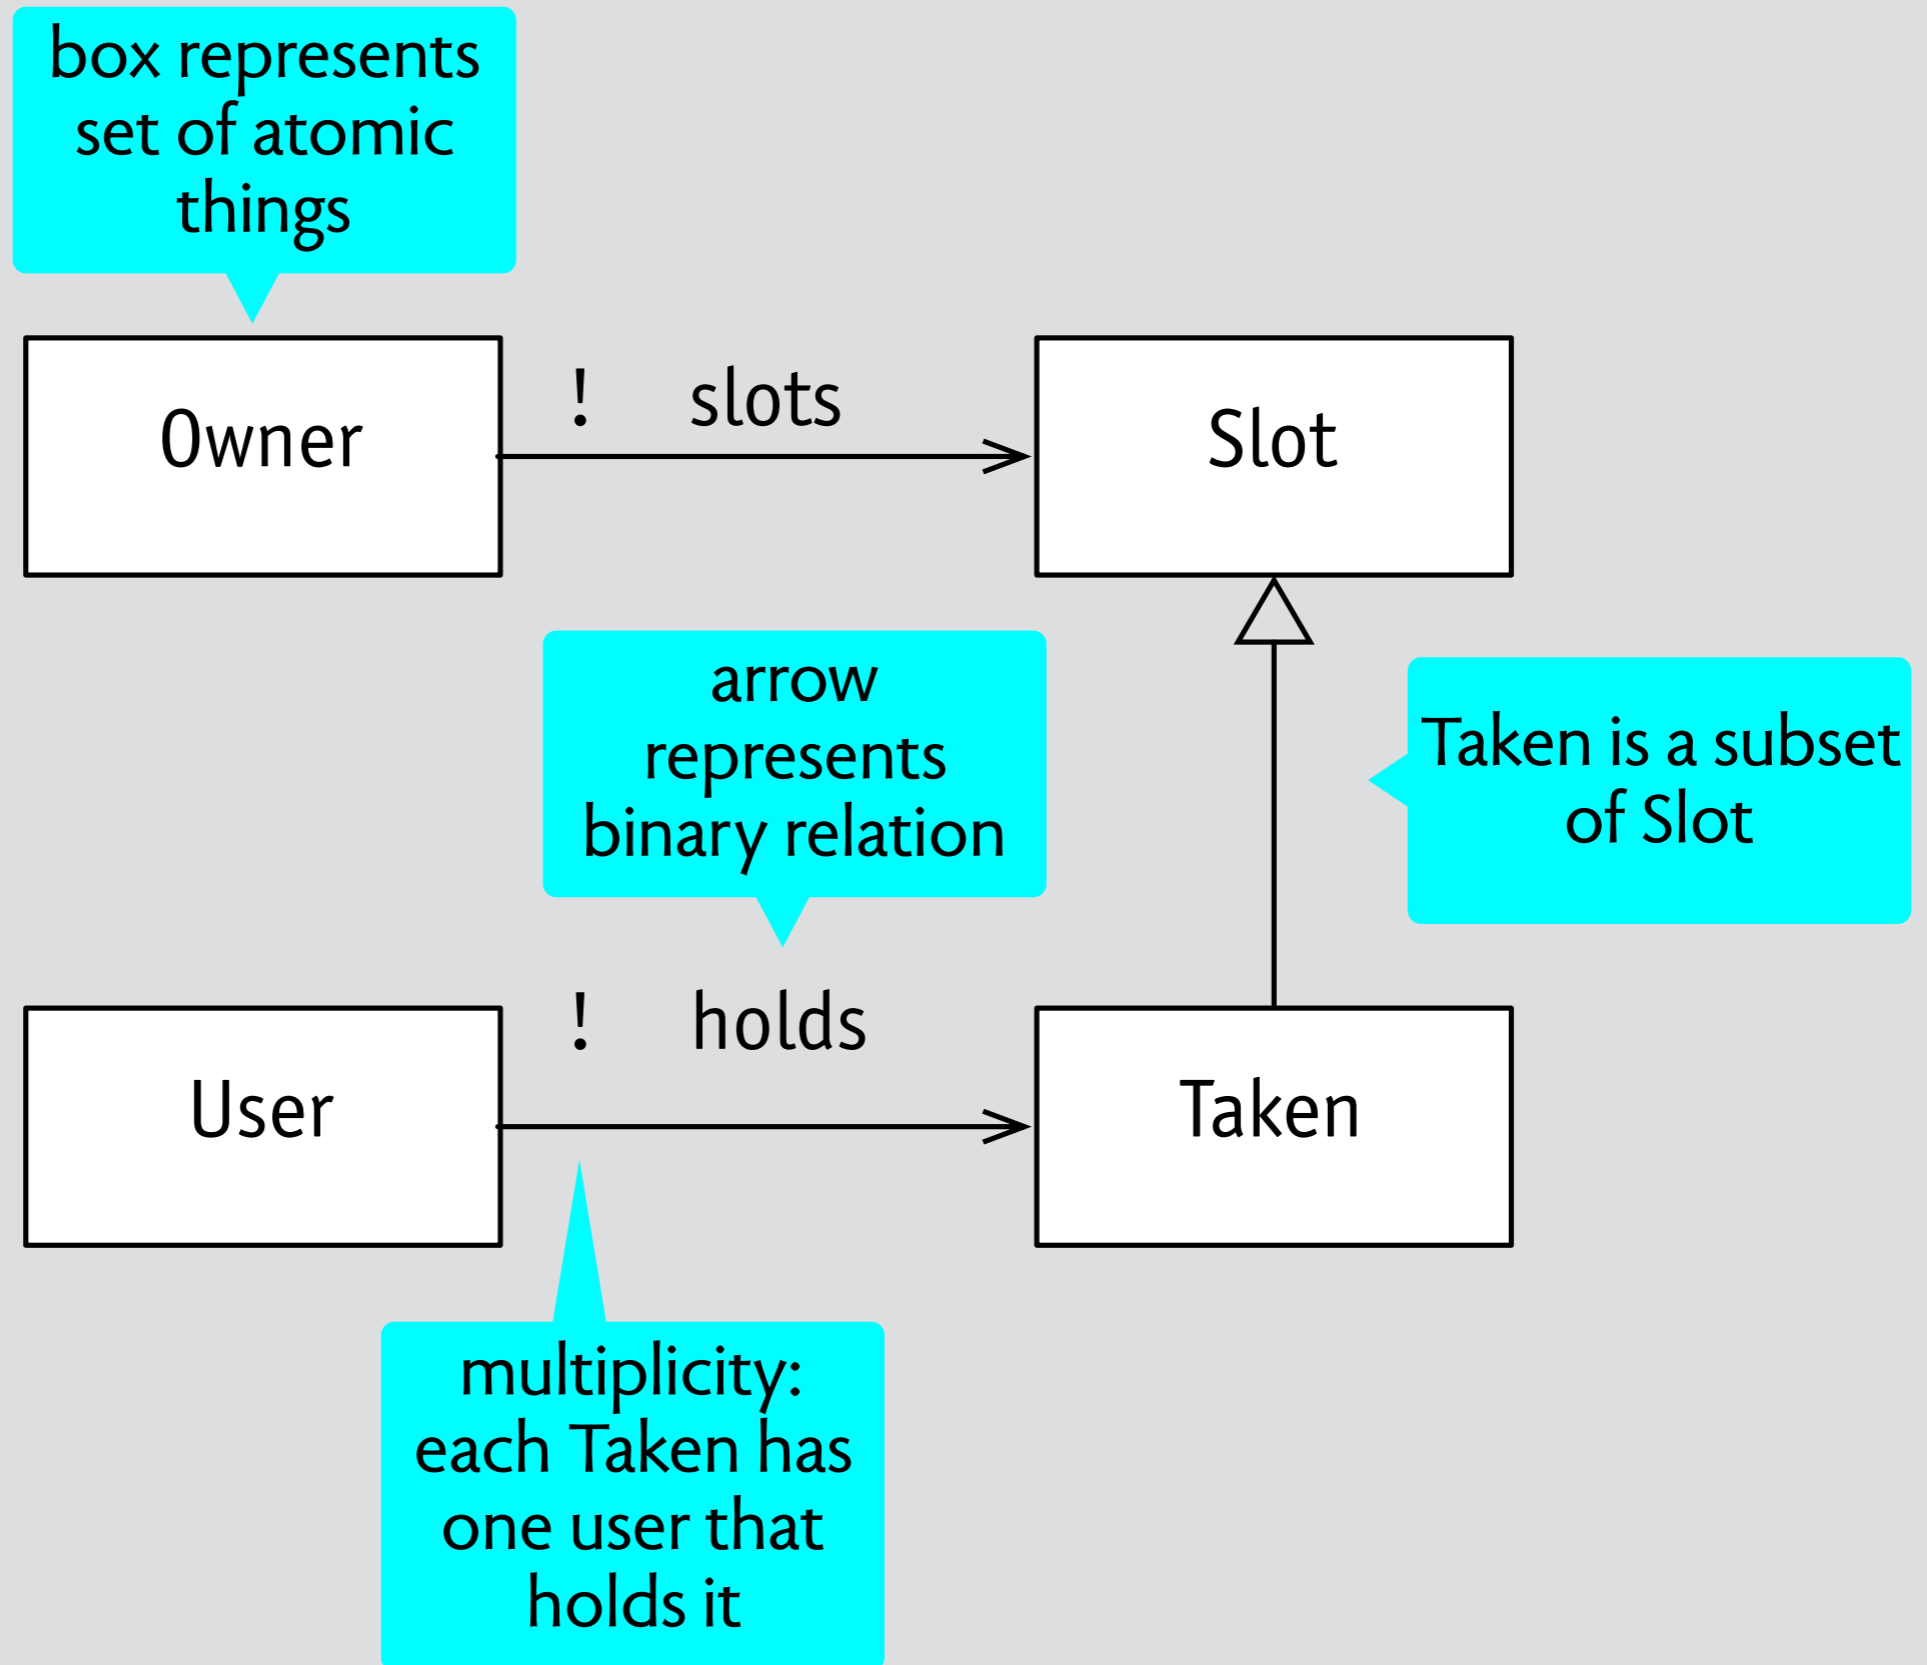 box represents
set of atomic
things
Owner
! slots
Slot
arrow
represents
binary relation
Taken is a subset
of Slot
! holds
User
Taken
multiplicity:
each Taken has
one user that
holds it